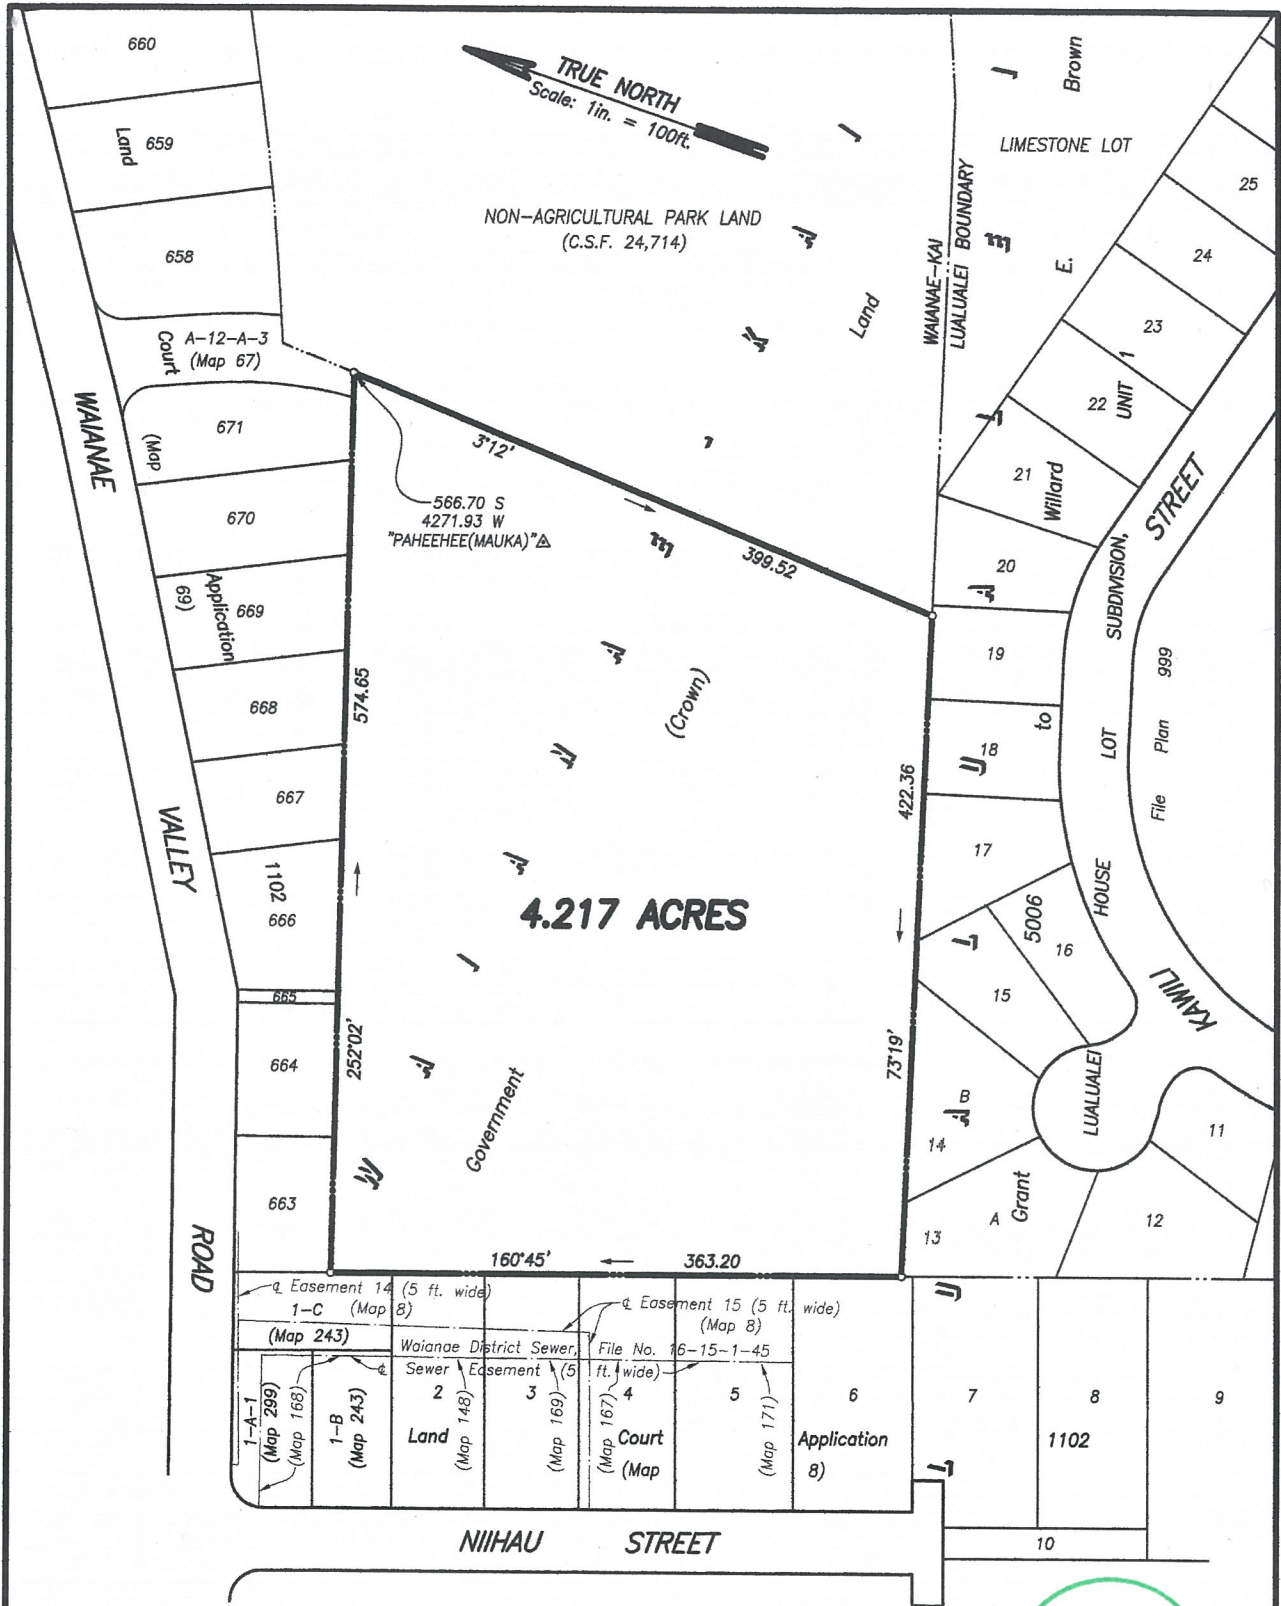 660
Land 659
658
A-12-A-3
Court (Map 67)
671
(Map
670
Application 669
69)
668
667
1102
666
665
664
663
WAIANAE
VALLEY
ROAD
TRUE NORTH
Scale: 1in. = 100ft.
NON-AGRICULTURAL PARK LAND
(C.S.F. 24,714)
Land
WAIANAE-KAI
LUALUALEI BOUNDARY
Brown
LIMESTONE LOT
E.
25
24
23
1
22 UNIT
21 Willard
20
19
to
18
17
5006
16
15
B
14
A Grant
13
12
11
STREET
SUBDIVISION,
LOT
HOUSE
File Plan 999
KAWILI
LUALUALEI
3°12'
399.52
566.70 S
4271.93 W
"PAHEEHEE(MAUKA)"
574.65
252°02'
(Crown)
422.36
73°19'
4.217 ACRES
Government
160°45' 363.20
₵ Easement 14 (5 ft. wide)
1-C (Map 8)
(Map 243)
₵ Easement 15 (5 ft. wide)
(Map 8)
Waianae District Sewer, File No. 16-15-1-45
₵ Sewer Easement (5 ft. wide)
1-A-1
(Map 299)
(Map 168)
1-B
(Map 243)
2
(Map 148)
3
(Map 169)
4
(Map 167)
5
(Map 171)
6
7
8
9
Land Court Application 1102
(Map 8)
10
NIIHAU STREET